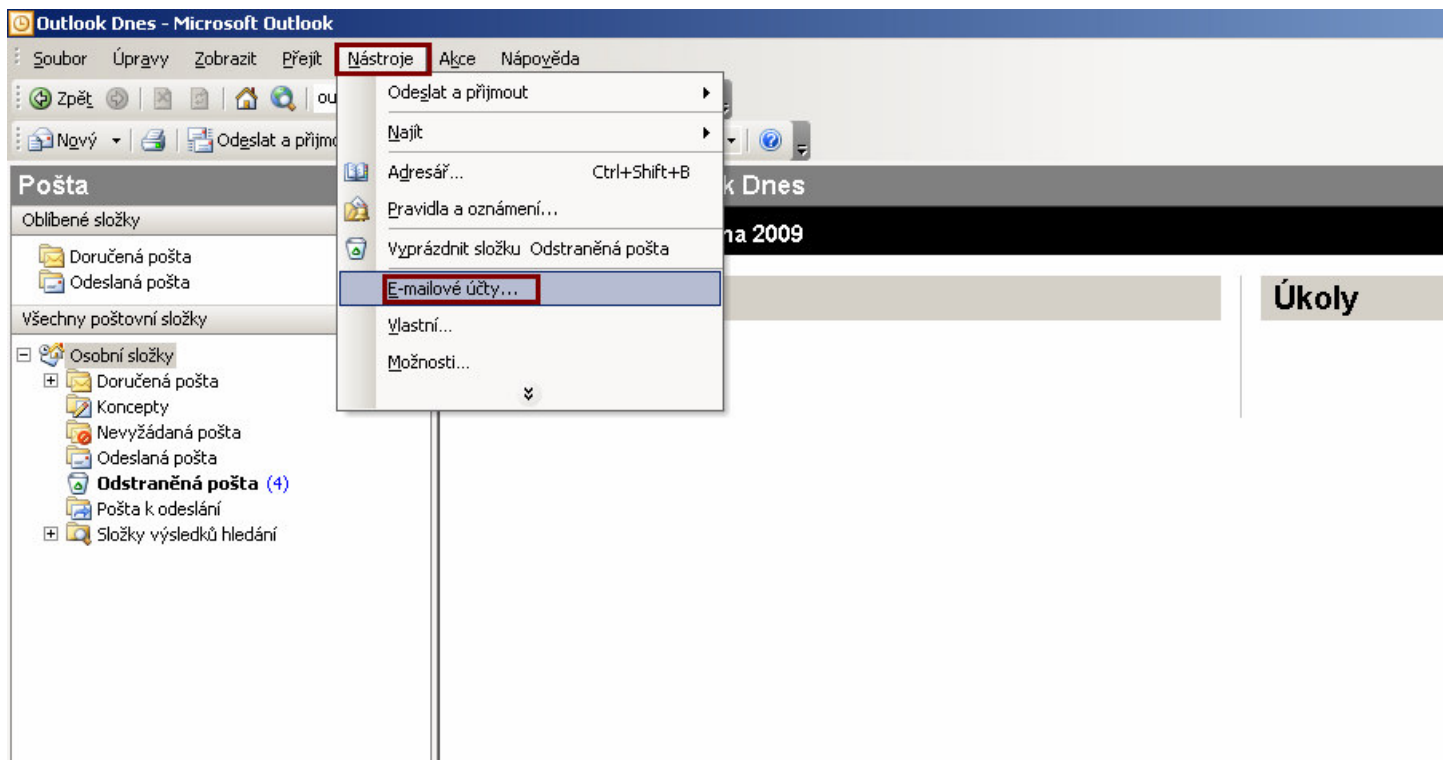 Outlook Dnes - Microsoft Outlook
Soubor Úpravy Zobrazit Přejít Nástroje Akce Nápověda
Zpět
Nový Odeslat a
Odeslat a přijmout
Najít
Adresář... Ctrl+Shift+B
Pravidla a oznámení...
Vyprázdnit složku Odstraněná pošta
E-mailové účty...
Vlastní...
Možnosti...
Pošta
Oblíbené složky
Doručená pošta
Odeslaná pošta
Všechny poštovní složky
Osobní složky
Doručená pošta
Koncepty
Nevyžádaná pošta
Odeslaná pošta
Odstraněná pošta (4)
Pošta k odeslání
Složky výsledků hledání
Dnes
2009
Úkoly